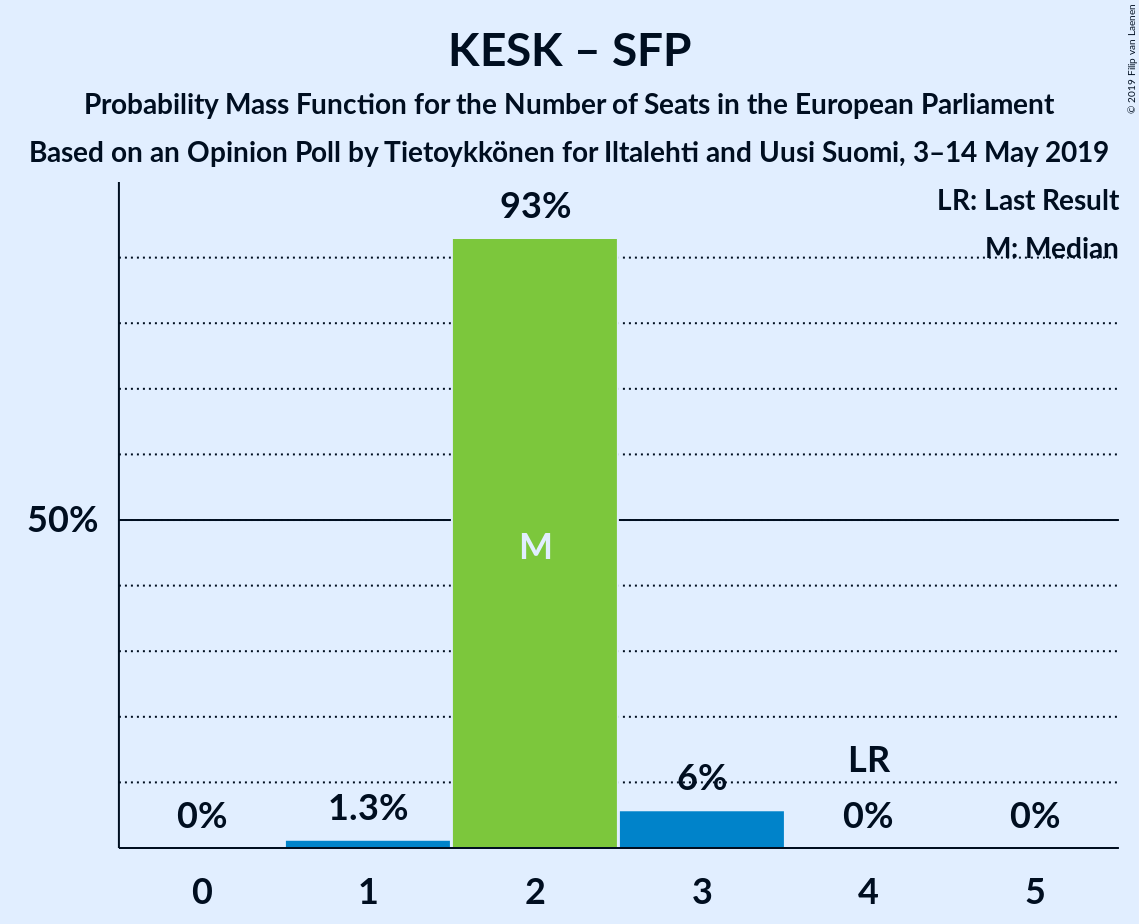 KESK – SFP
Probability Mass Function for the Number of Seats in the European Parliament
Based on an Opinion Poll by Tietoykkönen for Iltalehti and Uusi Suomi, 3–14 May 2019
© 2019 Filip van Laenen
LR: Last Result
M: Median
93%
50%
M
LR
6%
1.3%
0%
0%
0%
0 1 2 3 4 5